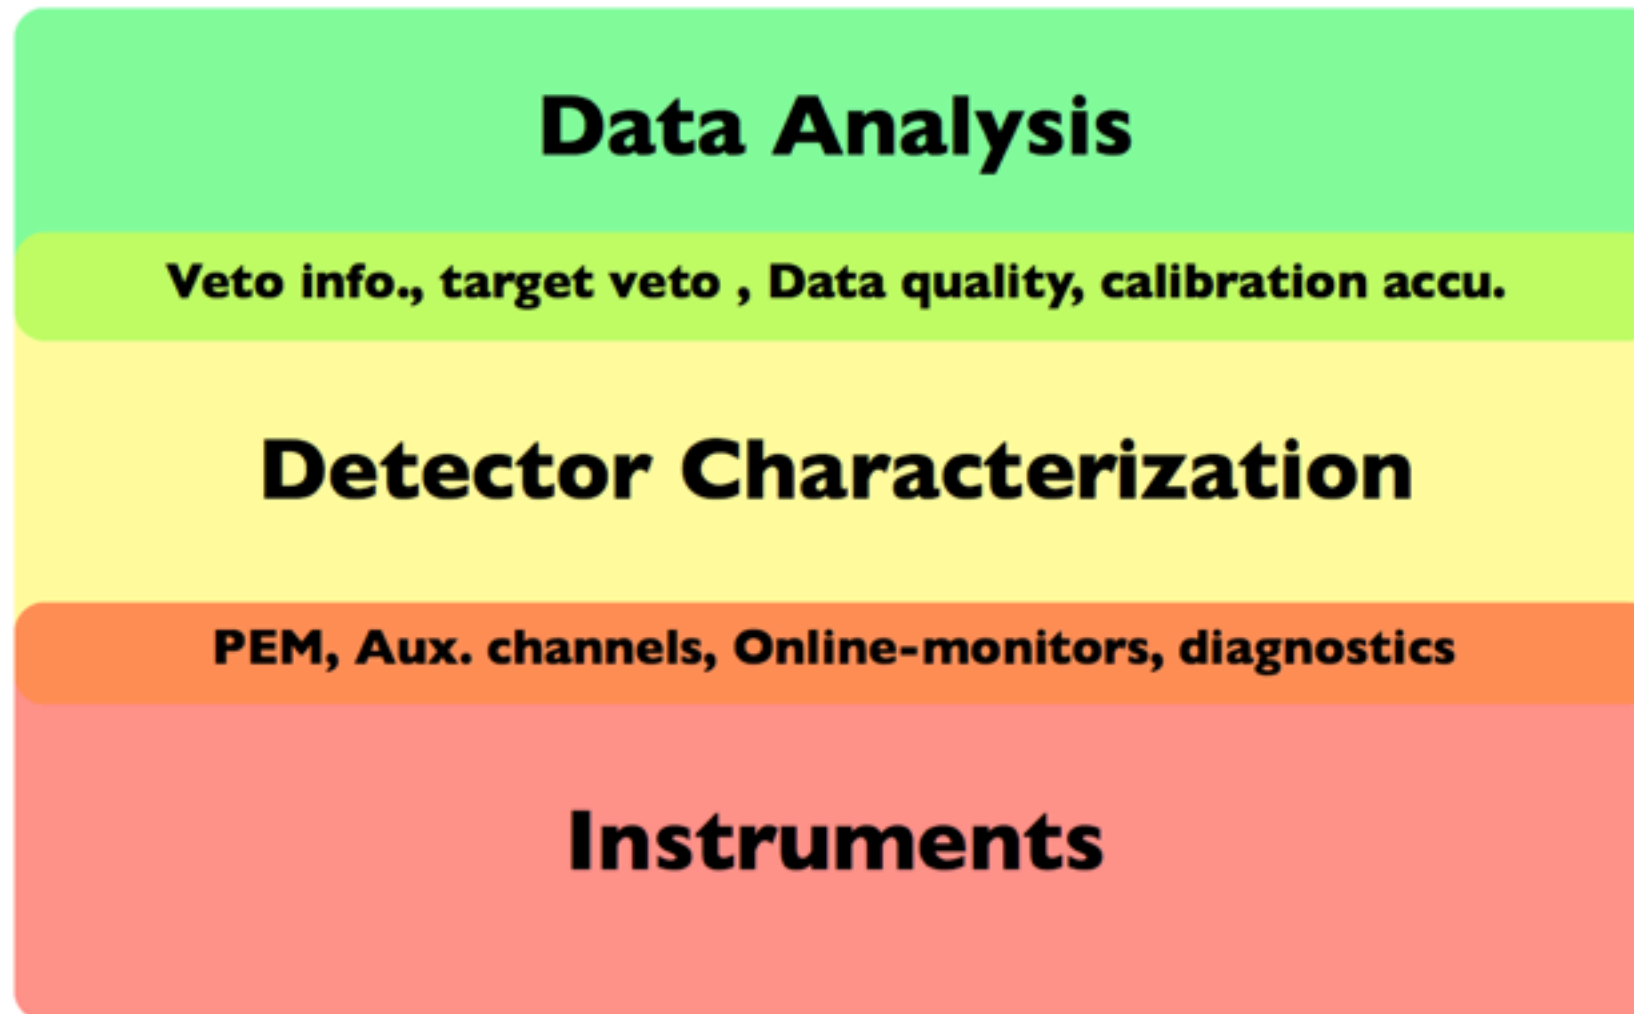 Data Analysis
Veto info., target veto , Data quality, calibration accu.
Detector Characterization
PEM, Aux. channels, Online-monitors, diagnostics
Instruments